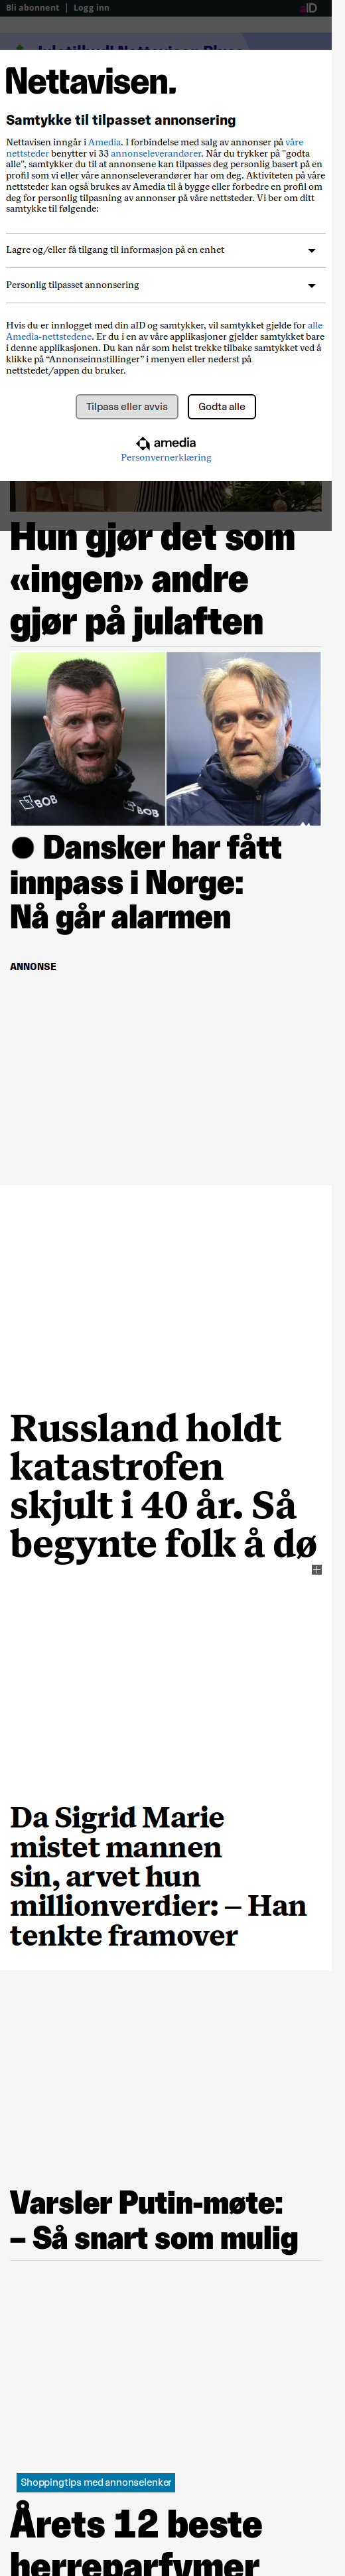 Bli abonnent | Logg inn
aID
Nettavisen.
Samtykke til tilpasset annonsering
Nettavisen inngår i Amedia. I forbindelse med salg av annonser på våre
nettsteder benytter vi 33 annonseleverandører. Når du trykker på "godta
alle", samtykker du til at annonsene kan tilpasses deg personlig basert på en
profil som vi eller våre annonseleverandører har om deg. Aktiviteten på våre
nettsteder kan også brukes av Amedia til å bygge eller forbedre en profil om
deg for personlig tilpasning av annonser på våre nettsteder. Vi ber om ditt
samtykke til følgende:
Lagre og/eller få tilgang til informasjon på en enhet
Personlig tilpasset annonsering
Hvis du er innlogget med din aID og samtykker, vil samtykket gjelde for alle
Amedia-nettstedene. Er du i en av våre applikasjoner gjelder samtykket bare
i denne applikasjonen. Du kan når som helst trekke tilbake samtykket ved å
klikke på “Annonseinnstillinger” i menyen eller nederst på
nettstedet/appen du bruker.
Tilpass eller avvis
Godta alle
amedia
Personvernerklæring
Hun gjør det som
«ingen» andre
gjør på julaften
BOB
BOB
Dansker har fått
innpass i Norge:
Nå går alarmen
ANNONSE
Russland holdt
katastrofen
skjult i 40 år. Så
begynte folk å dø
Da Sigrid Marie
mistet mannen
sin, arvet hun
millionverdier: – Han
tenkte framover
Varsler Putin-møte:
– Så snart som mulig
Shoppingtips med annonselenker
Årets 12 beste
herreparfymer